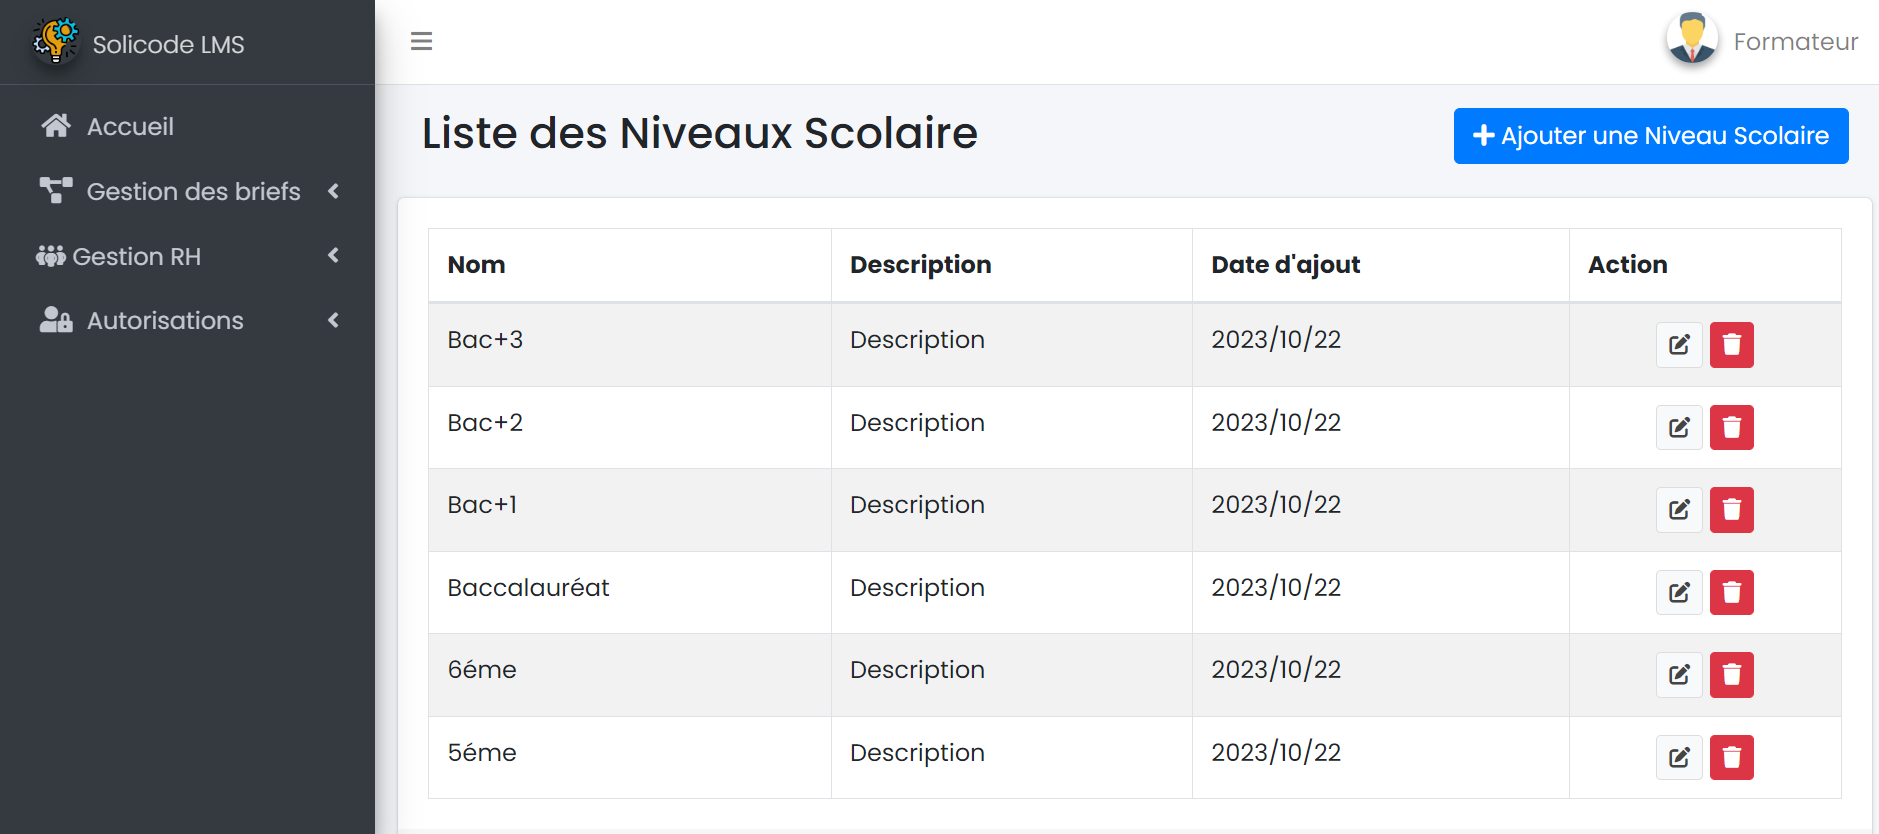 Solicode LMS
Formateur
Accueil
Gestion des briefs
Gestion RH
Autorisations
Liste des Niveaux Scolaire
Ajouter une Niveau Scolaire
Nom Description Date d'ajout Action
Bac+3 Description 2023/10/22
Bac+2 Description 2023/10/22
Bac+1 Description 2023/10/22
Baccalauréat Description 2023/10/22
6éme Description 2023/10/22
5éme Description 2023/10/22